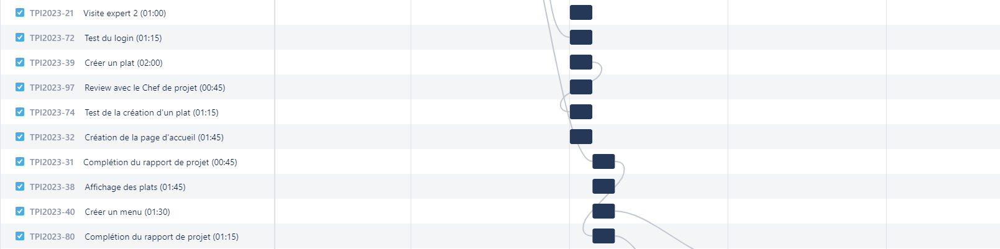 TPI2023-21 Visite expert 2 (01:00)
TPI2023-72 Test du login (01:15)
TPI2023-39 Créer un plat (02:00)
TPI2023-97 Review avec le Chef de projet (00:45)
TPI2023-74 Test de la création d'un plat (01:15)
TPI2023-32 Création de la page d'accueil (01:45)
TPI2023-31 Complétion du rapport de projet (00:45)
TPI2023-38 Affichage des plats (01:45)
TPI2023-40 Créer un menu (01:30)
TPI2023-80 Complétion du rapport de projet (01:15)